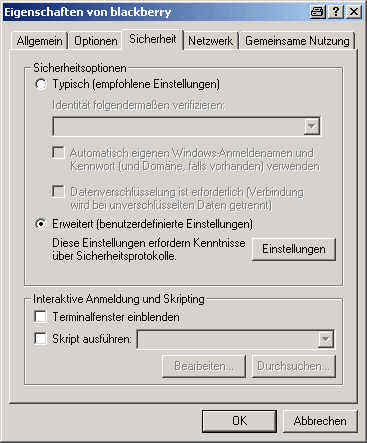 Eigenschaften von blackberry
Allgemein Optionen Sicherheit Netzwerk Gemeinsame Nutzung
Sicherheitsoptionen
Typisch (empfohlene Einstellungen)
Identität folgendermaßen verifizieren:
Automatisch eigenen Windows-Anmeldenamen und
Kennwort (und Domäne, falls vorhanden) verwenden
Datenverschlüsselung ist erforderlich (Verbindung
wird bei unverschlüsselten Daten getrennt)
Erweitert (benutzerdefinierte Einstellungen)
Diese Einstellungen erfordern Kenntnisse
über Sicherheitsprotokolle.
Einstellungen
Interaktive Anmeldung und Skripting
Terminalfenster einblenden
Skript ausführen:
Bearbeiten... Durchsuchen...
OK Abbrechen